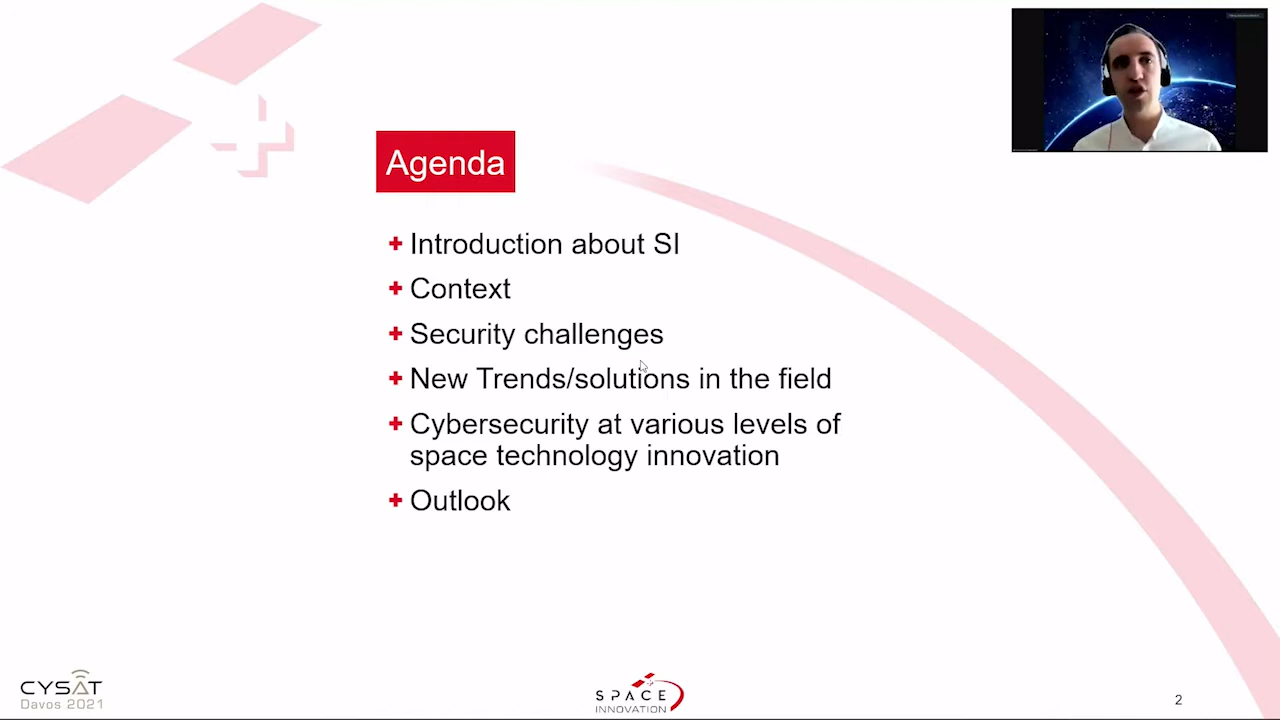 Agenda
Introduction about SI
Context
Security challenges
New Trends/solutions in the field
Cybersecurity at various levels of
space technology innovation
Outlook
CYSAT
Davos 2021
SPACE
INNOVATION
2